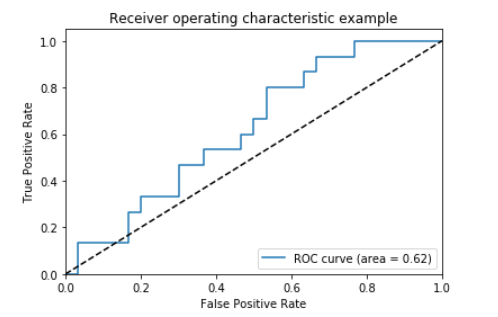 Receiver operating characteristic example
True Positive Rate
1.0
0.8
0.6
0.4
0.2
0.0
ROC curve (area = 0.62)
0.0 0.2 0.4 0.6 0.8 1.0
False Positive Rate